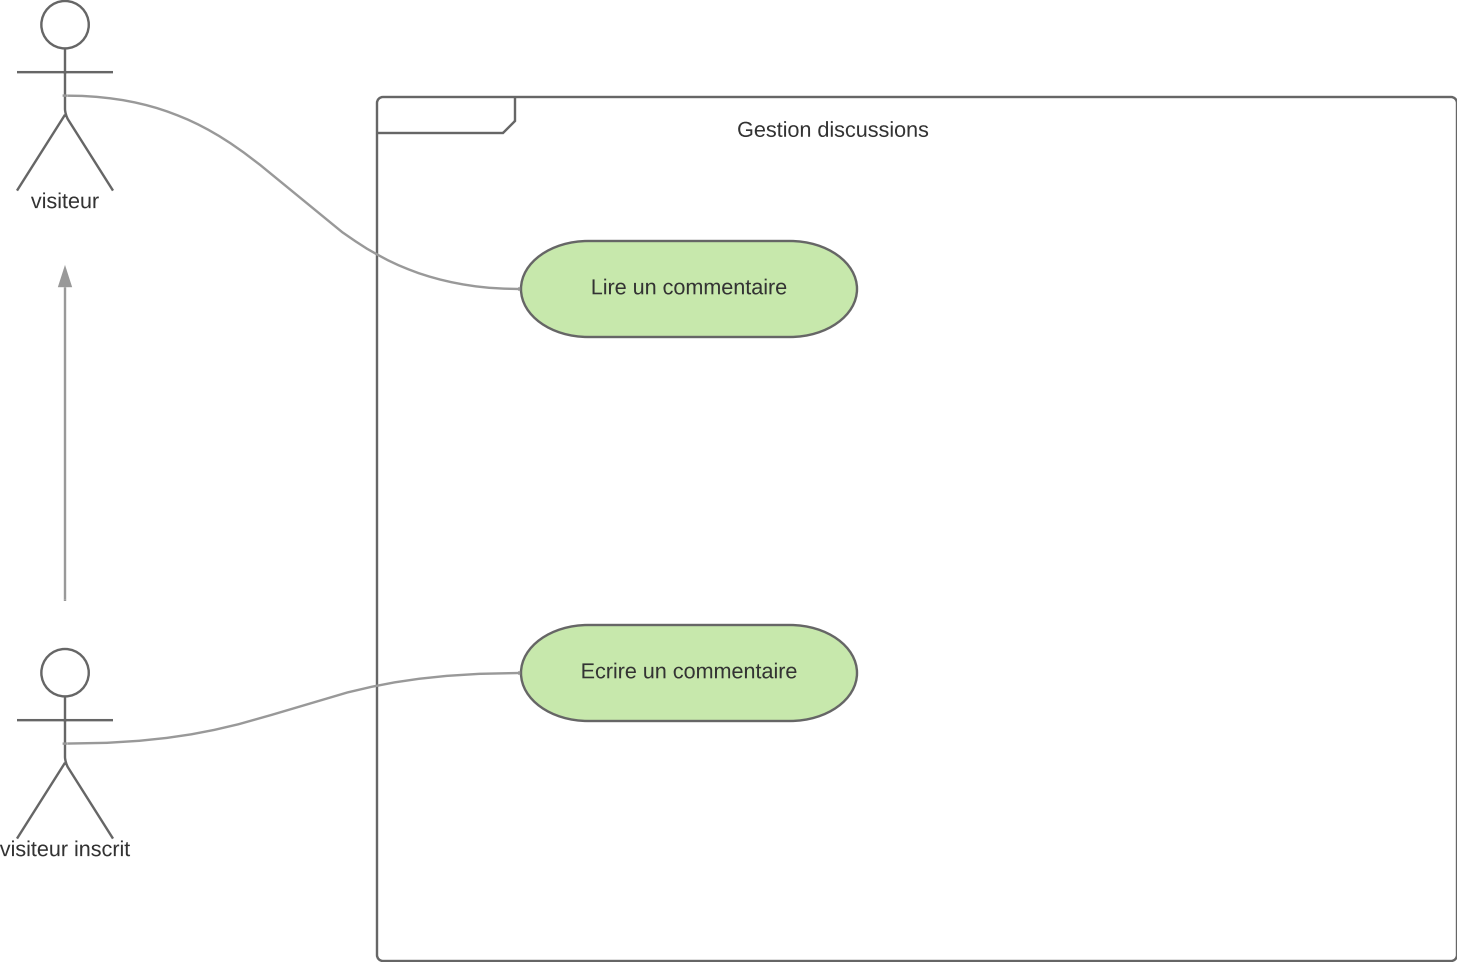 Gestion discussions
visiteur
Lire un commentaire
Ecrire un commentaire
visiteur inscrit